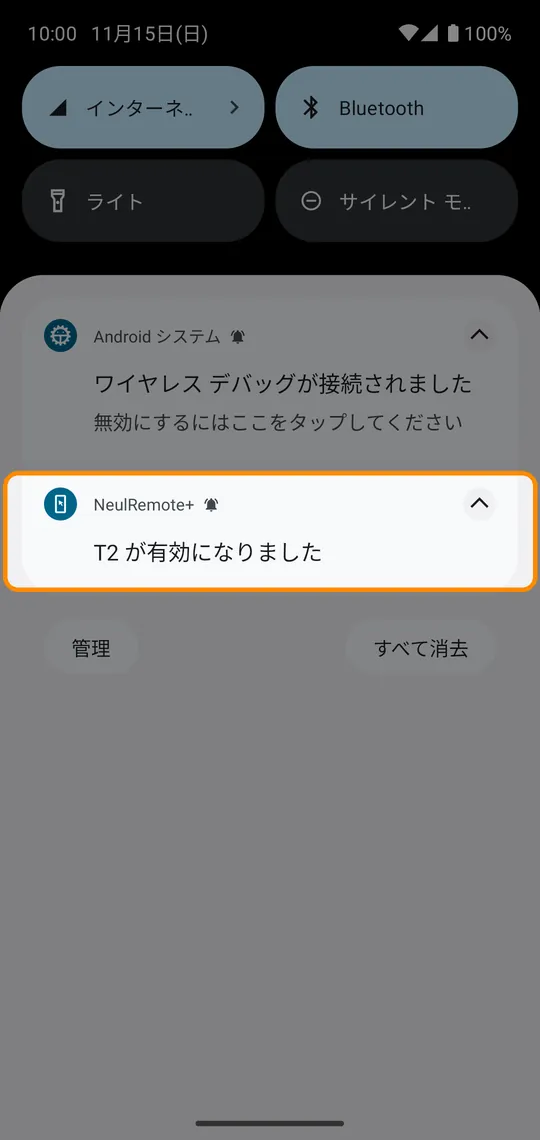 10:00 11月15日(日) 100%
インターネ..
Bluetooth
ライト
サイレント モ..
Android システム
ワイヤレス デバッグが接続されました
無効にするにはここをタップしてください
NeulRemote+
T2 が有効になりました
管理
すべて消去